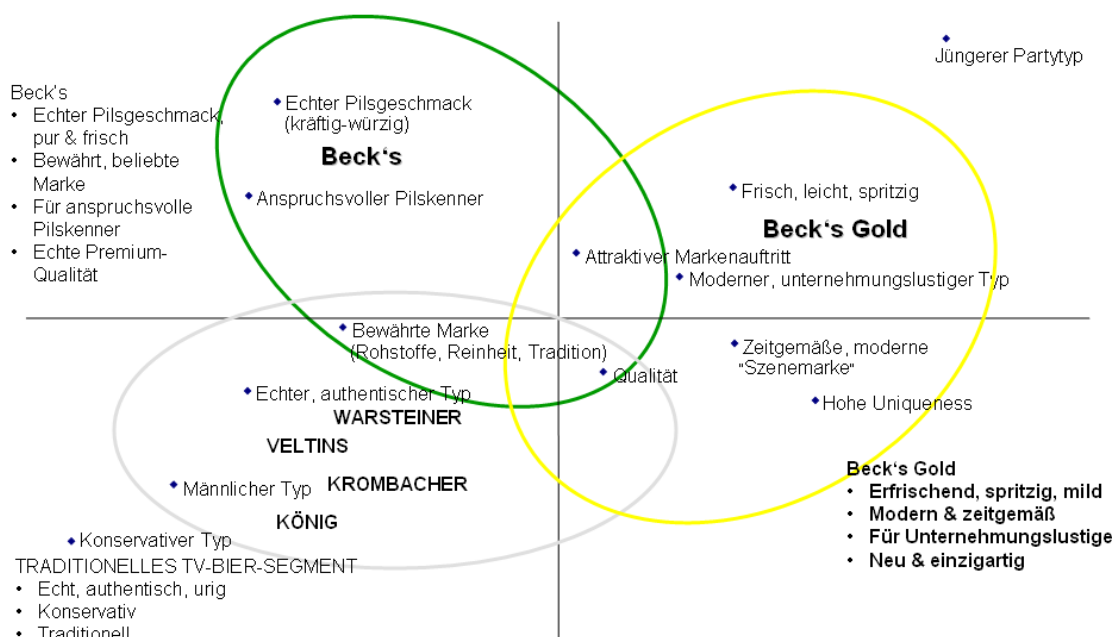 Jüngerer Partytyp
Beck's
• Echter Pilsgeschmack,
pur & frisch
• Bewährt, beliebte
Marke
• Für anspruchsvolle
Pilskenner
• Echte Premium-
Qualität
Echter Pilsgeschmack
(kräftig-würzig)
Beck's
Anspruchsvoller Pilskenner
Frisch, leicht, spritzig
Beck's Gold
Attraktiver Markenauftritt
Moderner, unternehmungslustiger Typ
Bewährte Marke
(Rohstoffe, Reinheit, Tradition)
Zeitgemäße, moderne
"Szenemarke"
Qualität
Hohe Uniqueness
Echter, authentischer Typ
WARSTEINER
VELTINS
KROMBACHER
Männlicher Typ
KÖNIG
Konservativer Typ
TRADITIONELLES TV-BIER-SEGMENT
• Echt, authentisch, urig
• Konservativ
• Traditionell
Beck's Gold
• Erfrischend, spritzig, mild
• Modern & zeitgemäß
• Für Unternehmungslustige
• Neu & einzigartig